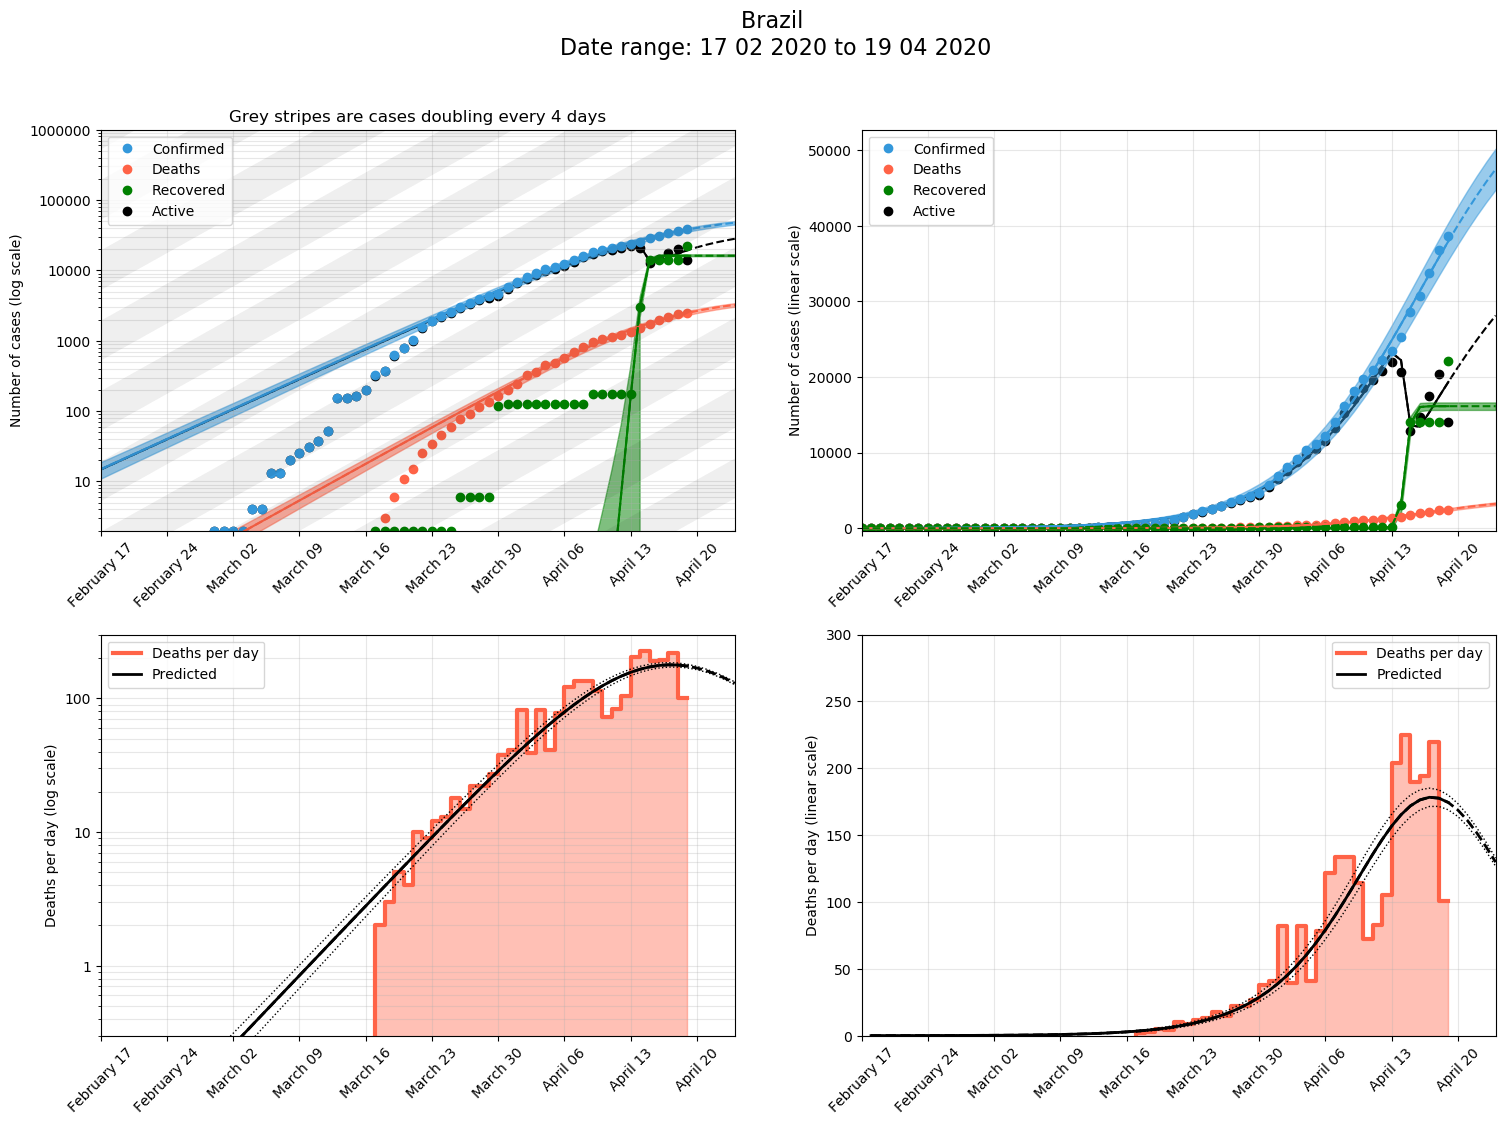 Brazil
Date range: 17 02 2020 to 19 04 2020
Grey stripes are cases doubling every 4 days
Number of cases (log scale)
1000000
100000
10000
1000
100
10
Confirmed
Deaths
Recovered
Active
February 17
February 24
March 02
March 09
March 16
March 23
March 30
April 06
April 13
April 20
Number of cases (linear scale)
50000
40000
30000
20000
10000
0
Confirmed
Deaths
Recovered
Active
February 17
February 24
March 02
March 09
March 16
March 23
March 30
April 06
April 13
April 20
Deaths per day (log scale)
100
10
1
Deaths per day
Predicted
February 17
February 24
March 02
March 09
March 16
March 23
March 30
April 06
April 13
April 20
Deaths per day (linear scale)
300
250
200
150
100
50
0
Deaths per day
Predicted
February 17
February 24
March 02
March 09
March 16
March 23
March 30
April 06
April 13
April 20